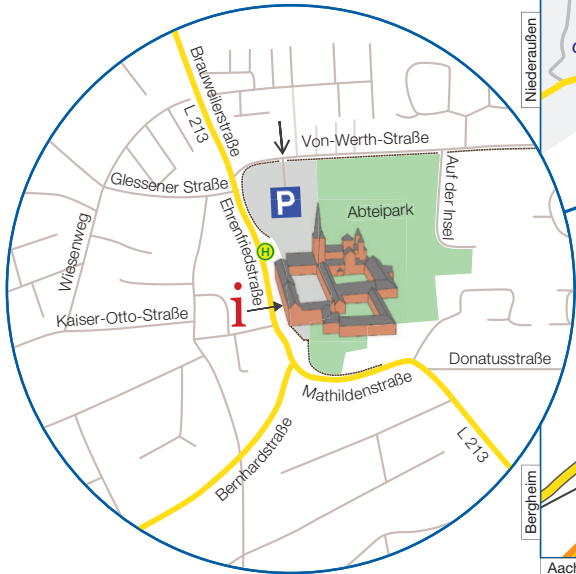 Brauweilerstraße
L 213
Von-Werth-Straße
Glessener Straße
P
Abteipark
Auf der Insel
Wiesenweg
Ehrenfriedstraße
H
i
Kaiser-Otto-Straße
Donatusstraße
Mathildenstraße
Bernhardstraße
L 213
Niederaußen
Bergheim